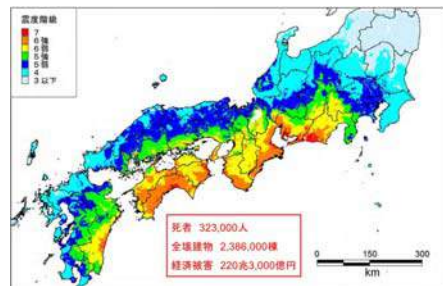 震度階級
7
6強
6弱
5強
5弱
4
3以下
死者 323,000人
全壊建物 2,386,000棟
経済被害 220兆3,000億円
0 150 300
km